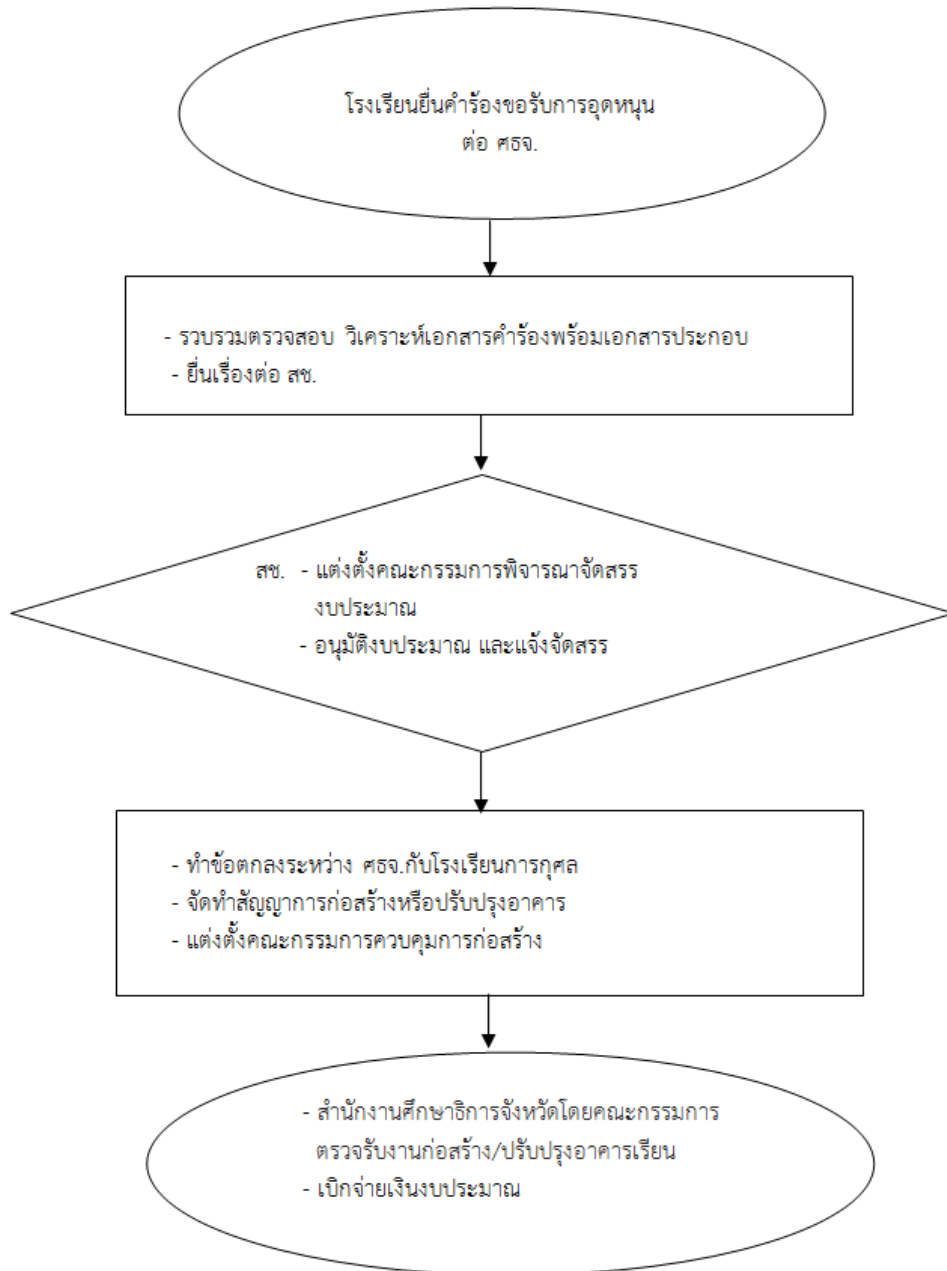 โรงเรียนยื่นคำร้องขอรับการอุดหนุน
ต่อ ศธจ.
- รวบรวมตรวจสอบ วิเคราะห์เอกสารคำร้องพร้อมเอกสารประกอบ
- ยื่นเรื่องต่อ สช.
สช. - แต่งตั้งคณะกรรมการพิจารณาจัดสรร
งบประมาณ
- อนุมัติงบประมาณ และแจ้งจัดสรร
- ทำข้อตกลงระหว่าง ศธจ.กับโรงเรียนการกุศล
- จัดทำสัญญาการก่อสร้างหรือปรับปรุงอาคาร
- แต่งตั้งคณะกรรมการควบคุมการก่อสร้าง
- สำนักงานศึกษาธิการจังหวัดโดยคณะกรรมการ
ตรวจรับงานก่อสร้าง/ปรับปรุงอาคารเรียน
- เบิกจ่ายเงินงบประมาณ